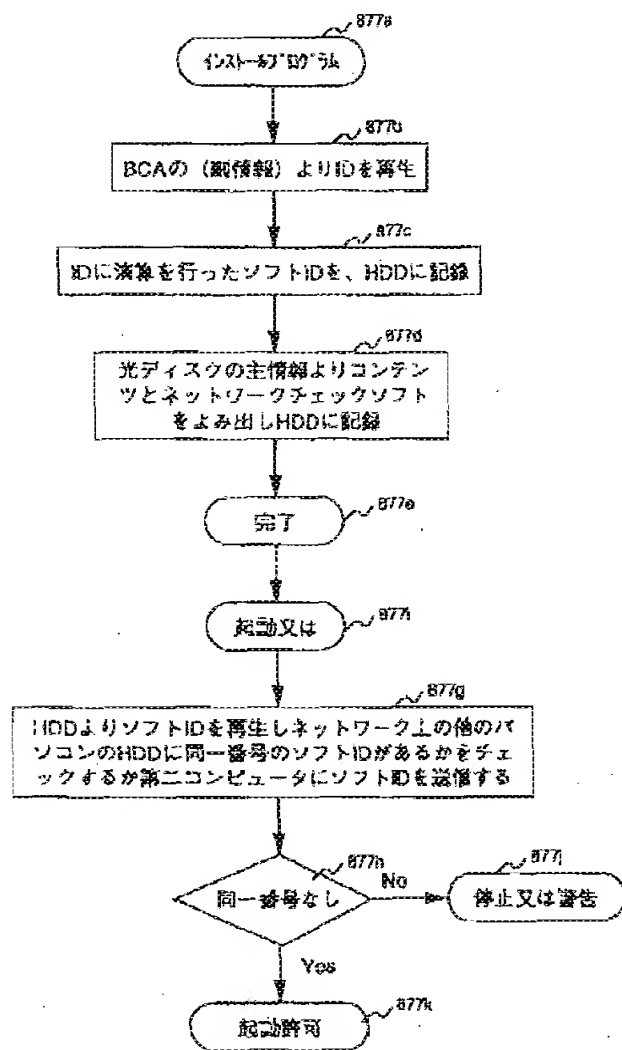 877a
インストールプログラム
877b
BCAの（副情報）よりIDを再生
877c
IDに演算を行ったソフトIDを、HDDに記録
877d
光ディスクの主情報よりコンテン
ツとネットワークチェックソフト
をよみ出しHDDに記録
877e
完了
877f
起動又は
877g
HDDよりソフトIDを再生しネットワーク上の他のパ
ソコンのHDDに同一番号のソフトIDがあるかをチェ
ックするか第二コンピュータにソフトIDを送信する
877h
同一番号なし
No
877j
停止又は警告
Yes
877k
起動許可